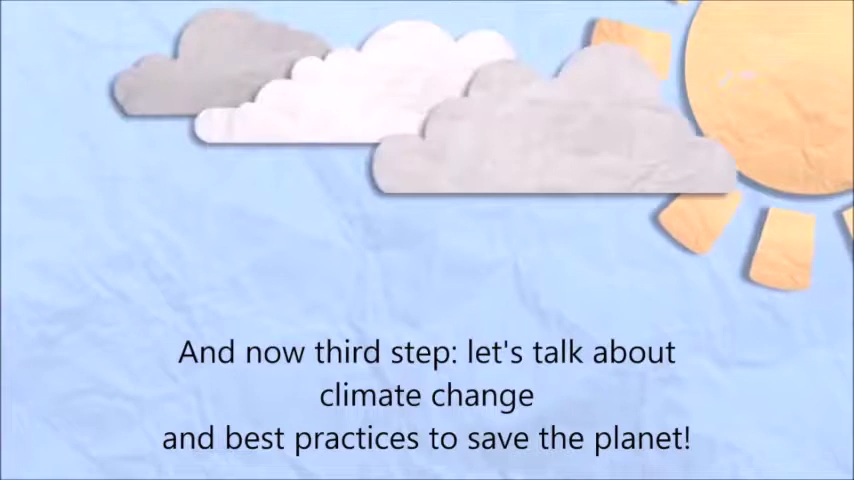 And now third step: let's talk about
climate change
and best practices to save the planet!